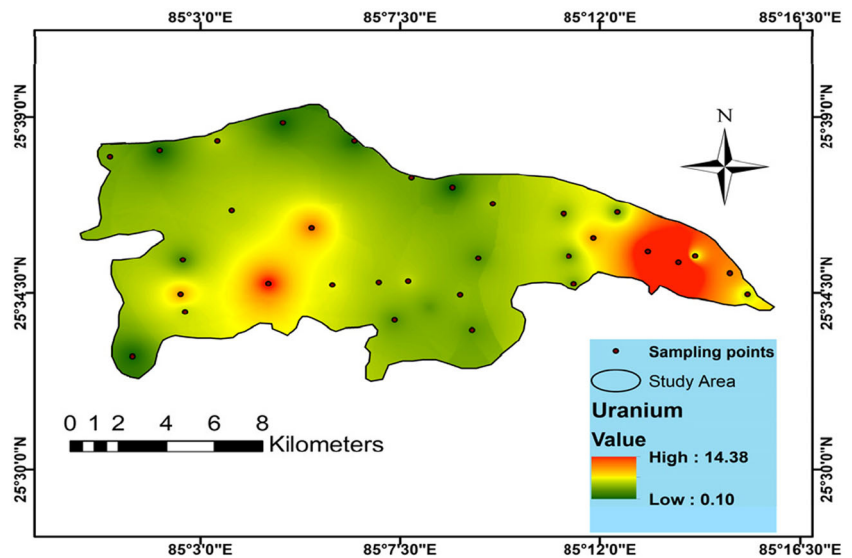 85°3'0"E 85°7'30"E 85°12'0"E 85°16'30"E
25°39'0"N 25°39'0"N
N
25°34'30"N 25°34'30"N
Sampling points
Study Area
Uranium
Value
High : 14.38
Low : 0.10
0 1 2 4 6 8
Kilometers
25°30'0"N 25°30'0"N
85°3'0"E 85°7'30"E 85°12'0"E 85°16'30"E